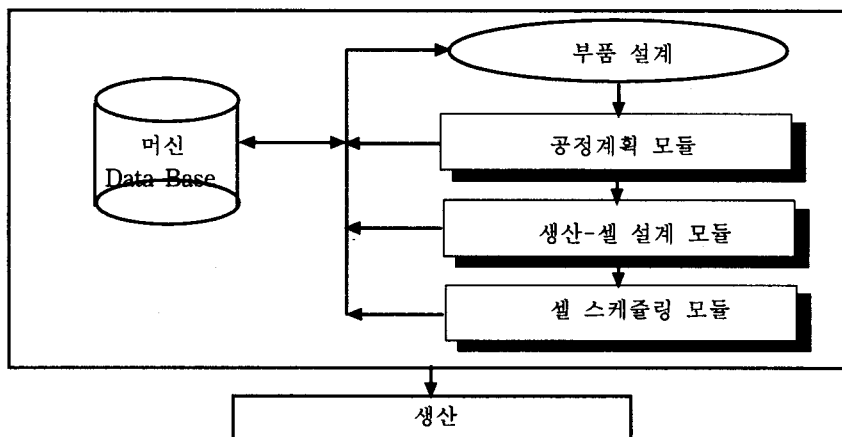 부품 설계
머신
Data Base
공정계획 모듈
생산-셀 설계 모듈
셀 스케쥴링 모듈
생산